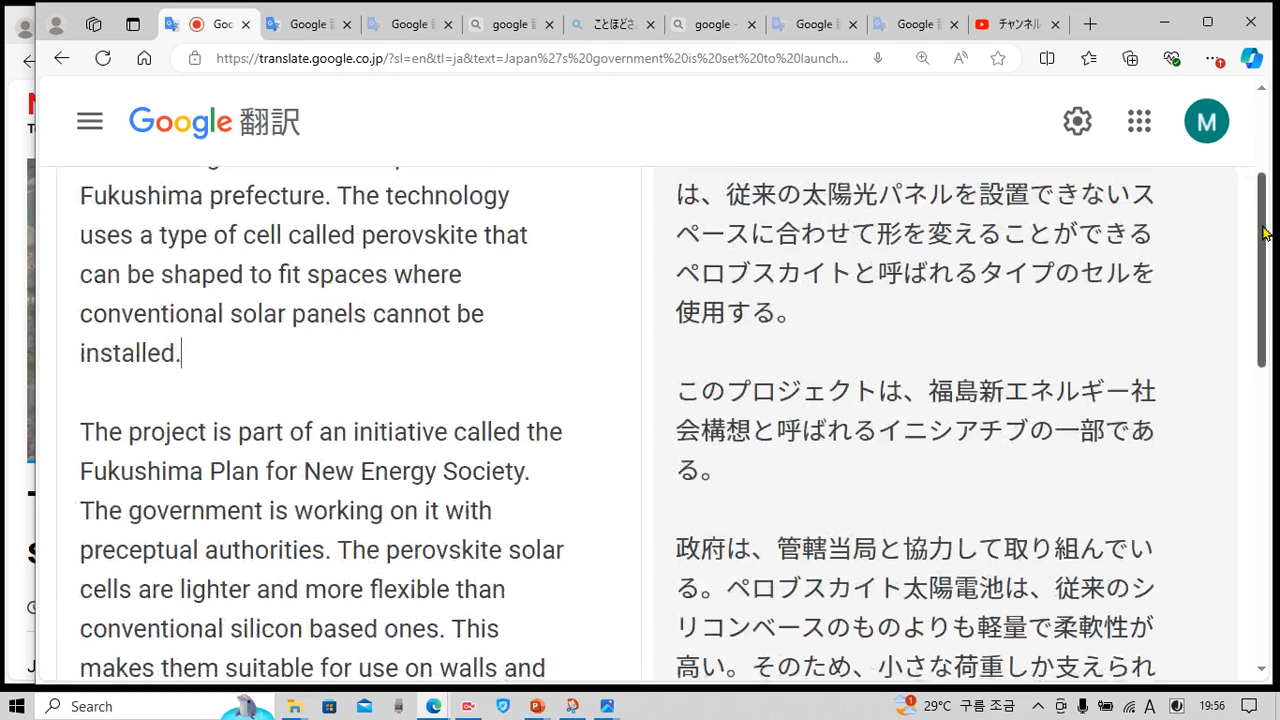 Goo
Google
Google
google
ことほどさ
google -
Google
Google
チャンネル
https://translate.google.co.jp/?sl=en&tl=ja&text=Japan%27s%20government%20is%20set%20to%20launch...
Google 翻訳
M
Fukushima prefecture. The technology
uses a type of cell called perovskite that
can be shaped to fit spaces where
conventional solar panels cannot be
installed.
The project is part of an initiative called the
Fukushima Plan for New Energy Society.
The government is working on it with
preceptual authorities. The perovskite solar
cells are lighter and more flexible than
conventional silicon based ones. This
makes them suitable for use on walls and
は、従来の太陽光パネルを設置できないス
ペースに合わせて形を変えることができる
ペロブスカイトと呼ばれるタイプのセルを
使用する。
このプロジェクトは、福島新エネルギー社
会構想と呼ばれるイニシアチブの一部であ
る。
政府は、管轄当局と協力して取り組んでい
る。ペロブスカイト太陽電池は、従来のシ
リコンベースのものよりも軽量で柔軟性が
高い。そのため、小さな荷重しか支えられ
Search
29°C 구름 조금
A
19:56